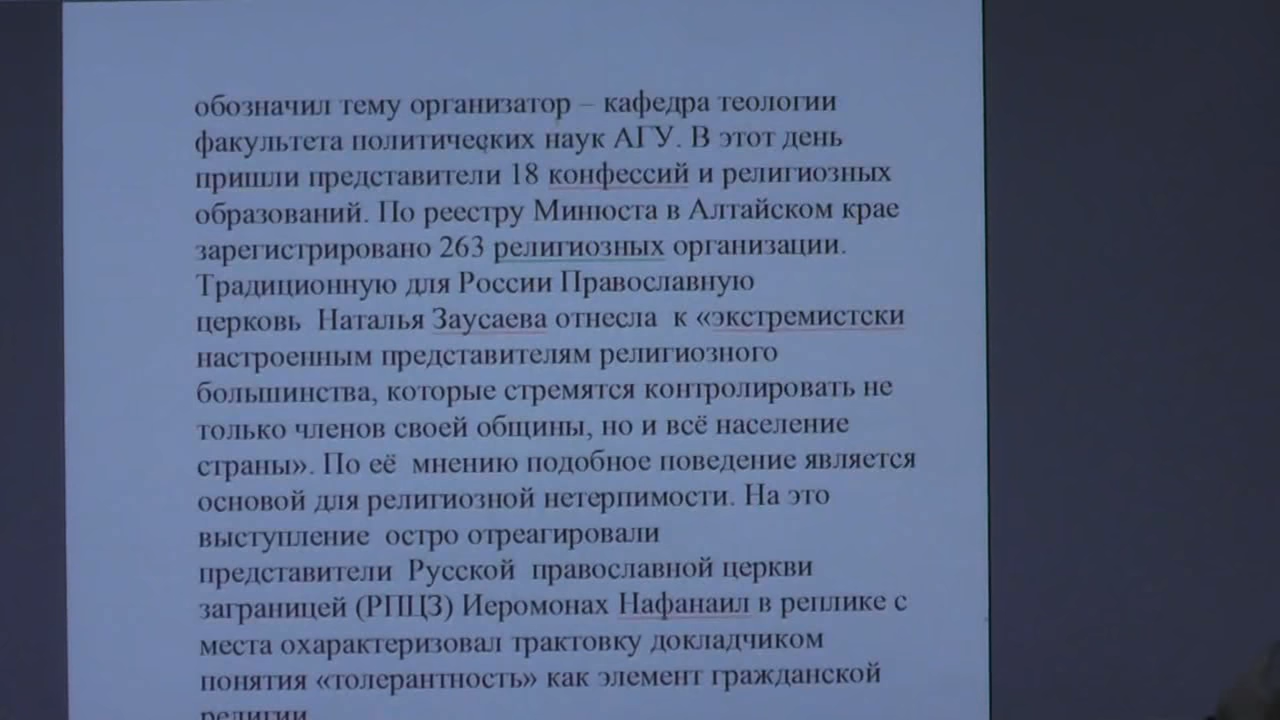 обозначил тему организатор – кафедра теологии
факультета политических наук АГУ. В этот день
пришли представители 18 конфессий и религиозных
образований. По реестру Минюста в Алтайском крае
зарегистрировано 263 религиозных организации.
Традиционную для России Православную
церковь Наталья Заусаева отнесла к «экстремистски
настроенным представителям религиозного
большинства, которые стремятся контролировать не
только членов своей общины, но и всё население
страны». По её мнению подобное поведение является
основой для религиозной нетерпимости. На это
выступление остро отреагировали
представители Русской православной церкви
заграницей (РПЦЗ) Иеромонах Нафанаил в реплике с
места охарактеризовал трактовку докладчиком
понятия «толерантность» как элемент гражданской
религии